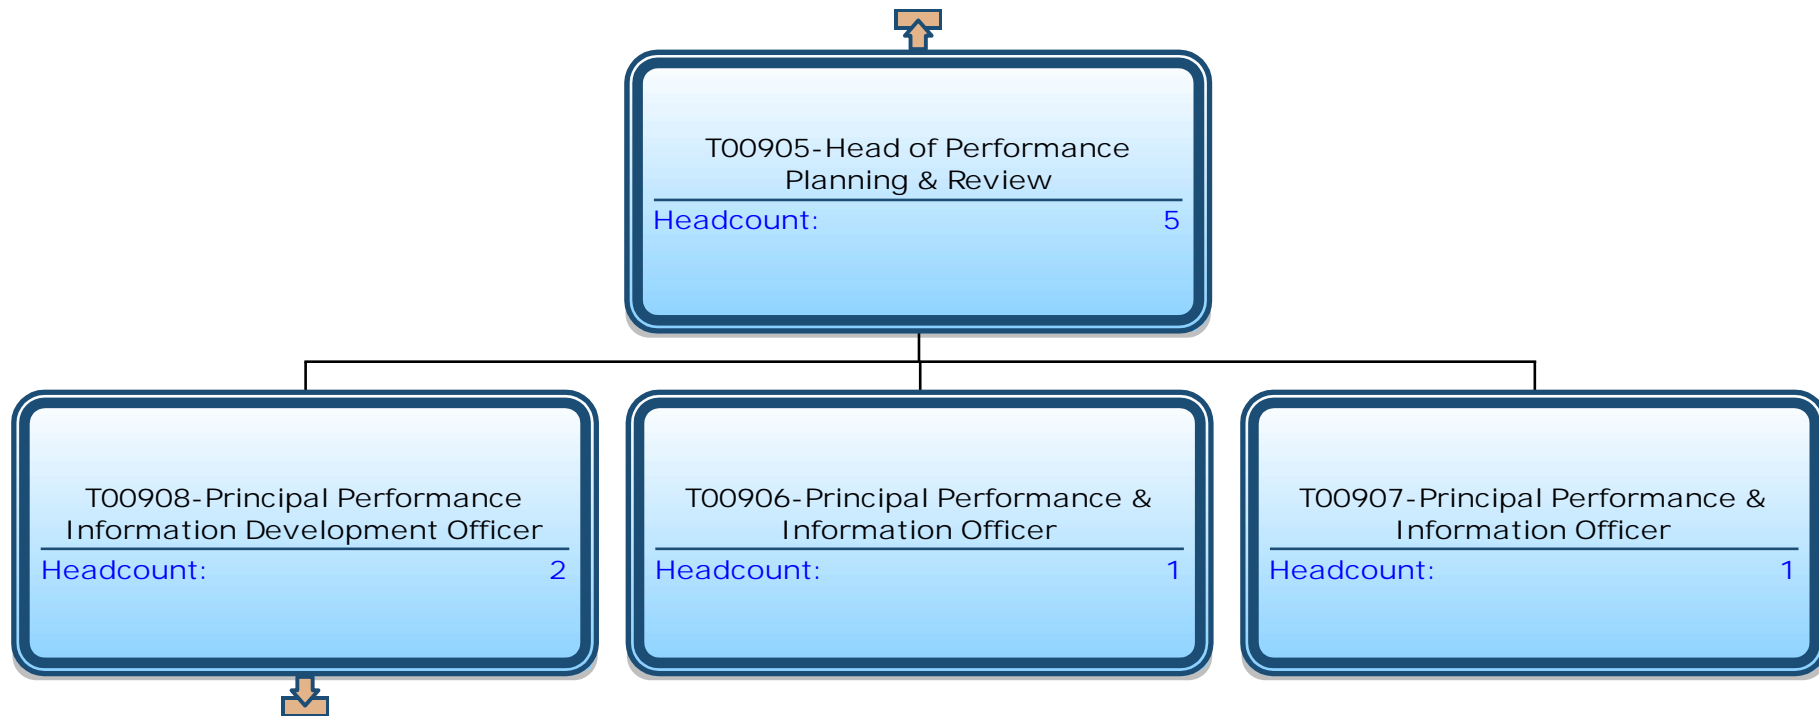 T00905-Head of Performance
Planning & Review
Headcount: 5
T00908-Principal Performance
Information Development Officer
Headcount: 2
T00906-Principal Performance &
Information Officer
Headcount: 1
T00907-Principal Performance &
Information Officer
Headcount: 1